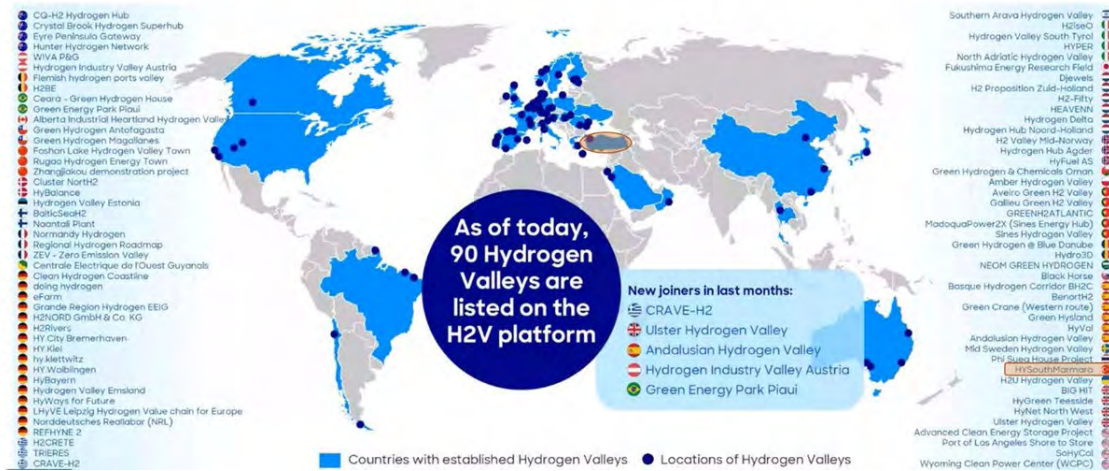 CQ-H2 Hydrogen Hub
Crystal Brook Hydrogen Superhub
Eyre Peninsula Gateway
Hunter Hydrogen Network
WIVA P&G
Hydrogen Industry Valley Austria
Flemish hydrogen ports valley
H2BE
Ceara - Green Hydrogen House
Green Energy Park Piaui
Alberta Industrial Heartland Hydrogen Valley
Green Hydrogen Antofagasta
Green Hydrogen Magallanes
Foshan Lake Hydrogen Valley Town
Rugao Hydrogen Energy Town
Zhangjiakou demonstration project
Cluster NortH2
HyBalance
Hydrogen Valley Estonia
BalticSeaH2
Naantali Plant
Normandy Hydrogen
Regional Hydrogen Roadmap
ZEV - Zero Emission Valley
Centrale Electrique de l'Ouest Guyanais
Clean Hydrogen Coastline
doing hydrogen
eFarm
Grande Region Hydrogen EEIG
H2NORD GmbH & Co. KG
H2Rivers
HY City Bremerhaven
HY.Kiel
hy.klettwitz
HY Waiblingen
HyBayern
Hydrogen Valley Emsland
HyWays for Future
LHyVE Leipzig Hydrogen Value chain for Europe
Norddeutsches Reallabor (NRL)
REFHYNE 2
H2CRETE
TRIERES
CRAVE-H2
As of today,
90 Hydrogen
Valleys are
listed on the
H2V platform
New joiners in last months:
CRAVE-H2
Ulster Hydrogen Valley
Andalusian Hydrogen Valley
Hydrogen Industry Valley Austria
Green Energy Park Piaui
Countries with established Hydrogen Valleys
Locations of Hydrogen Valleys
Southern Arava Hydrogen Valley
H2iseO
Hydrogen Valley South Tyrol
HYPER
North Adriatic Hydrogen Valley
Fukushima Energy Research Field
Djewels
H2 Proposition Zuid-Holland
H2-Fifty
HEAVENN
Hydrogen Delta
Hydrogen Hub Noord-Holland
H2 Valley Mid-Norway
Hydrogen Hub Agder
HyFuel AS
Green Hydrogen & Chemicals Oman
Amber Hydrogen Valley
Aveiro Green H2 Valley
Galileu Green H2 Valley
GREENH2ATLANTIC
MadoquaPower2X (Sines Energy Hub)
Sines Hydrogen Valley
Green Hydrogen @ Blue Danube
Hydro3D
NEOM GREEN HYDROGEN
Black Horse
Basque Hydrogen Corridor BH2C
BenortH2
Green Crane (Western route)
Green Hysland
HyVal
Andalusian Hydrogen Valley
Mid Sweden Hydrogen Valley
Phi Suea House Project
HYSouthMarmara
H2U Hydrogen Valley
BIG HIT
HyGreen Teesside
HyNet North West
Ulster Hydrogen Valley
Advanced Clean Energy Storage Project
Port of Los Angeles Shore to Store
SoHyCal
Wyoming Clean Power Center (WCPC)